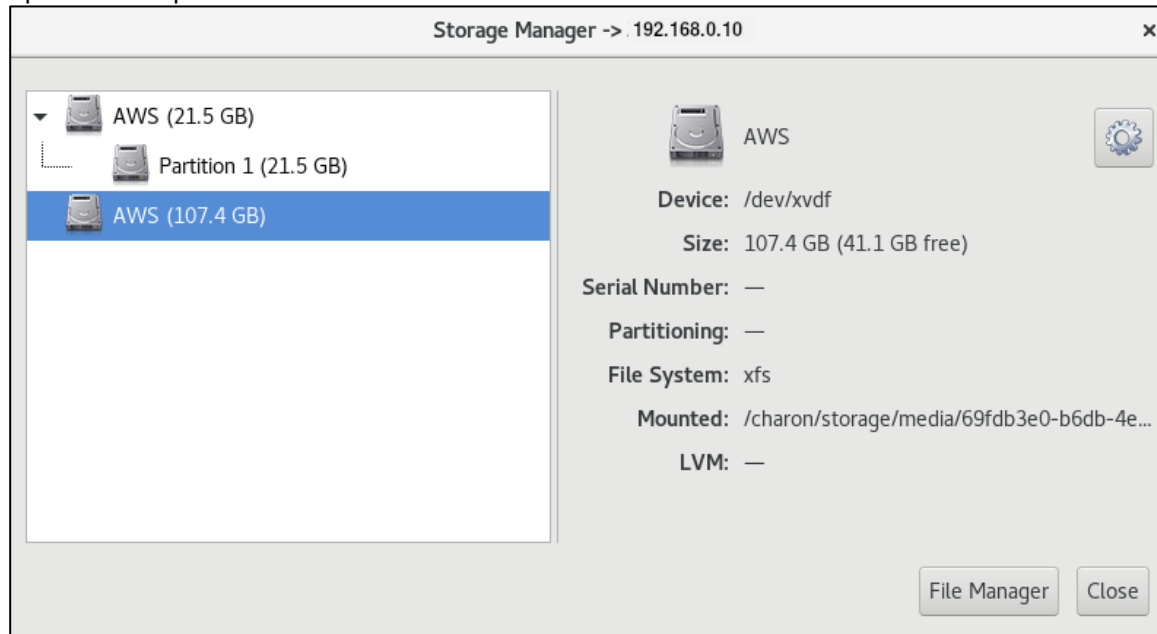 Storage Manager -> 192.168.0.10 ×
AWS (21.5 GB)
Partition 1 (21.5 GB)
AWS (107.4 GB)
AWS
Device: /dev/xvdf
Size: 107.4 GB (41.1 GB free)
Serial Number: —
Partitioning: —
File System: xfs
Mounted: /charon/storage/media/69fdb3e0-b6db-4e...
LVM: —
File Manager
Close